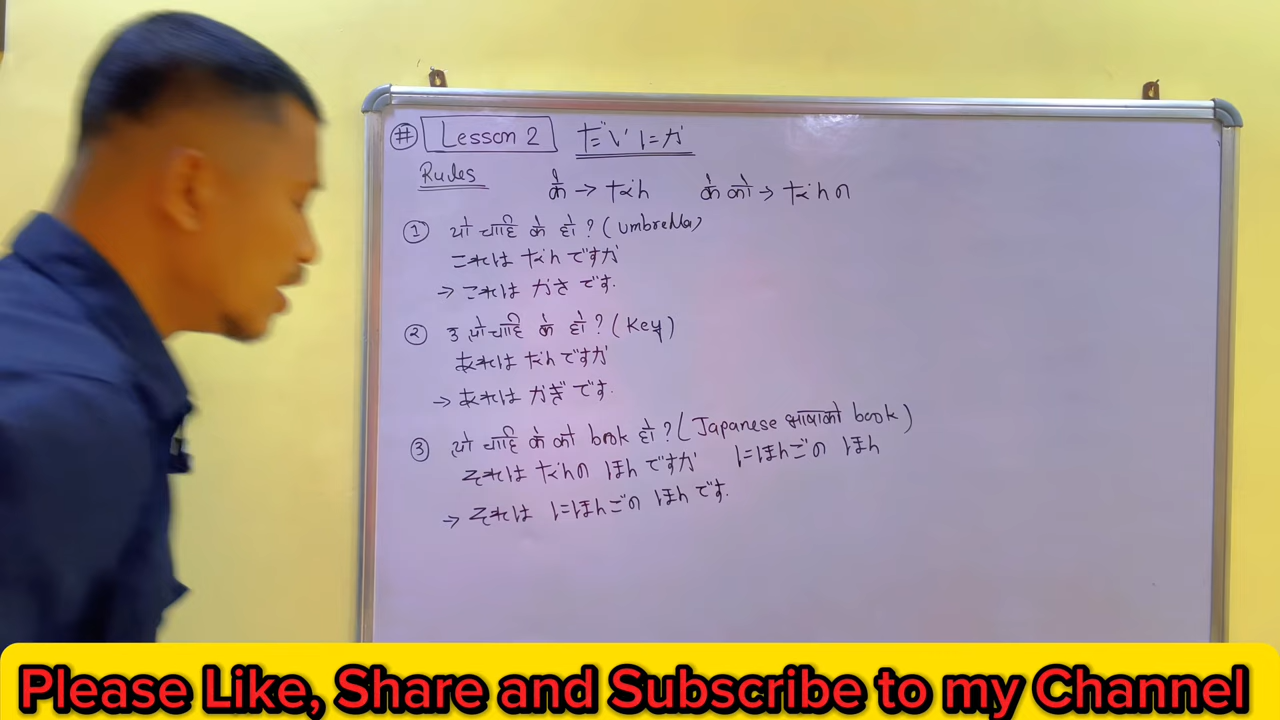 # Lesson 2 だい にか
Rules
के → なん के को → なんの
① यो चाहि के हो ? (umbrella)
これは なんですか
→ これは かさ です.
② उ यो चाहि के हो ? (Key)
あれは なんですか
→ あれは かぎ です.
③ त्यो चाहि के को book हो ? (Japanese भाषाको book)
それは なんの ほんですか にほんごの ほん
→ それは にほんごの ほんです.
Please Like, Share and Subscribe to my Channel